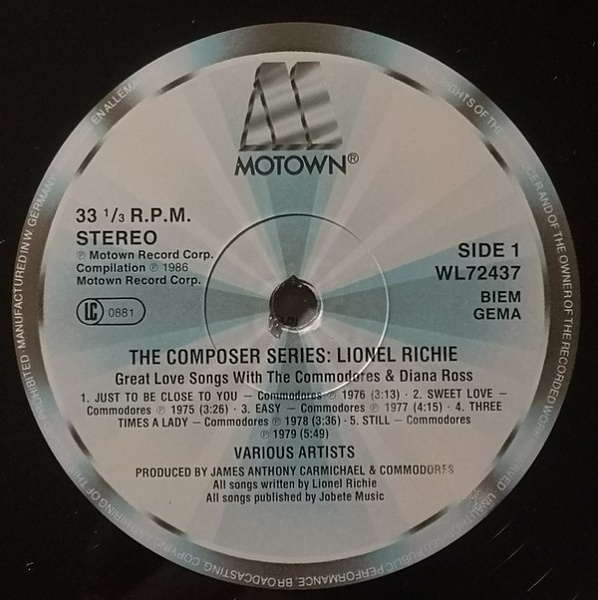 MOTOWN®
33 1/3 R.P.M.
STEREO
℗ Motown Record Corp.
Compilation ℗ 1986
Motown Record Corp.
LC 0881
SIDE 1
WL72437
BIEM
GEMA
THE COMPOSER SERIES: LIONEL RICHIE
Great Love Songs With The Commodores & Diana Ross
1. JUST TO BE CLOSE TO YOU – Commodores ℗ 1976 (3:13) · 2. SWEET LOVE –
Commodores ℗ 1975 (3:26) · 3. EASY – Commodores ℗ 1977 (4:15) · 4. THREE
TIMES A LADY – Commodores ℗ 1978 (3:36) · 5. STILL – Commodores
℗ 1979 (5:49)
VARIOUS ARTISTS
PRODUCED BY JAMES ANTHONY CARMICHAEL & COMMODORES
All songs written by Lionel Richie
All songs published by Jobete Music
RIGHTS OF THE PRODUCER AND OF THE OWNER OF THE RECORDED WORK PUBLIC PERFORMANCE, BROADCASTING, COPYING OF THIS PROHIBITED · MANUFACTURED IN W. GERMANY
EN ALLEMA